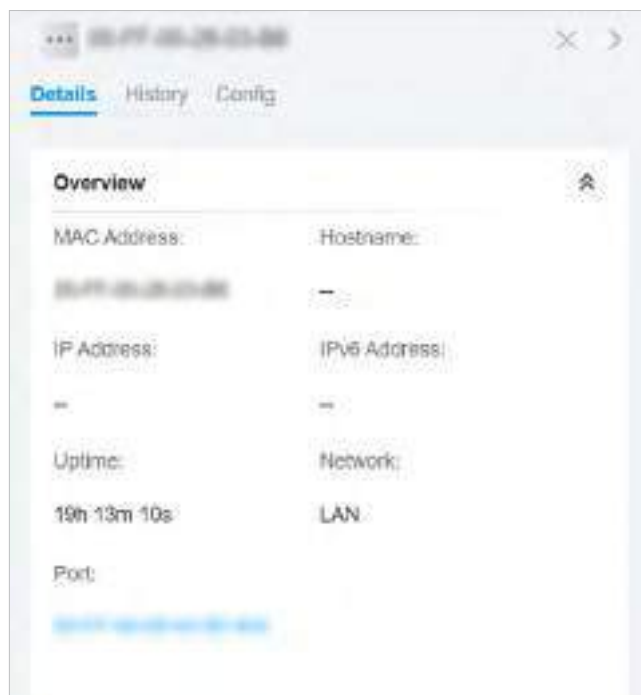 Details History Config
Overview
MAC Address: Hostname:
--
IP Address: IPv6 Address:
-- --
Uptime: Network:
19h 13m 10s LAN
Port: